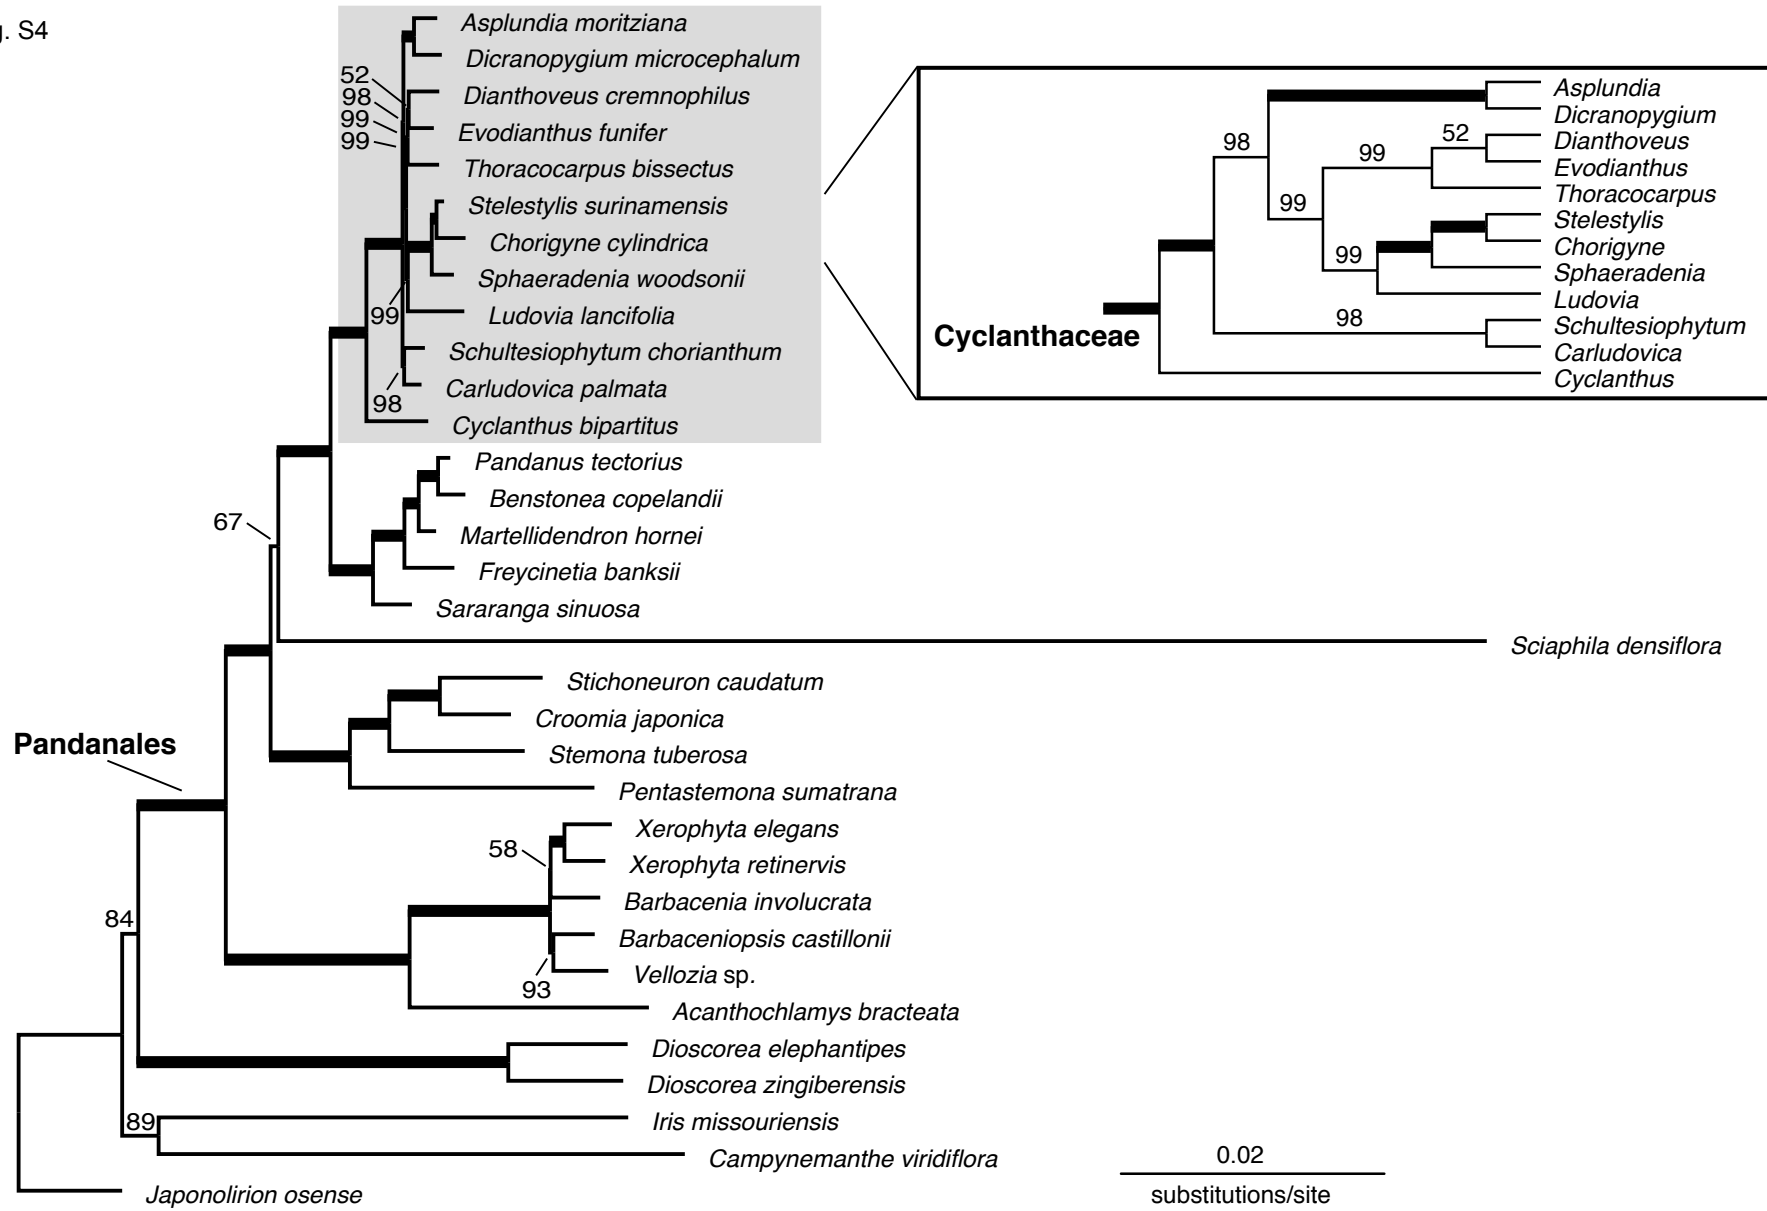 . S4
Asplundia moritziana
Dicranopygium microcephalum
52
98
99
99
Dianthoveus cremnophilus
Evodianthus funifer
Thoracocarpus bissectus
Stelestylis surinamensis
Chorigyne cylindrica
Sphaeradenia woodsonii
99
Ludovia lancifolia
Schultesiophytum chorianthum
98
Carludovica palmata
Cyclanthus bipartitus
Asplundia
Dicranopygium
98
52
Dianthoveus
99
Evodianthus
Thoracocarpus
99
Stelestylis
Chorigyne
99
Sphaeradenia
Ludovia
98
Schultesiophytum
Cyclanthaceae
Carludovica
Cyclanthus
Pandanus tectorius
Benstonea copelandii
67
Martellidendron hornei
Freycinetia banksii
Sararanga sinuosa
Sciaphila densiflora
Stichoneuron caudatum
Croomia japonica
Pandanales
Stemona tuberosa
Pentastemona sumatrana
Xerophyta elegans
58
Xerophyta retinervis
Barbacenia involucrata
84
Barbaceniopsis castillonii
Vellozia sp.
93
Acanthochlamys bracteata
Dioscorea elephantipes
Dioscorea zingiberensis
89
Iris missouriensis
Campynemanthe viridiflora
0.02
substitutions/site
Japonolirion osense